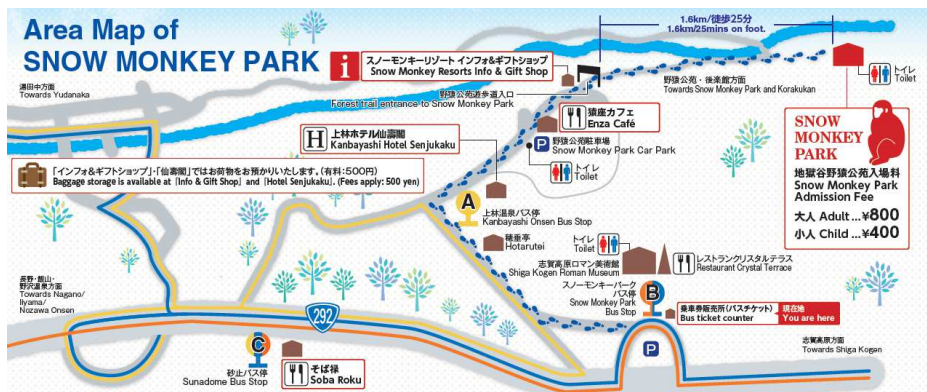 Area Map of
SNOW MONKEY PARK
1.6km/徒歩25分
1.6km/25mins on foot.
i
スノーモンキーリゾート インフォ&ギフトショップ
Snow Monkey Resorts Info & Gift Shop
トイレ
Toilet
湯田中方面
Towards Yudanaka
野猿公苑遊歩道入口
Forest trail entrance to Snow Monkey Park
野猿公苑・後楽館方面
Towards Snow Monkey Park and Korakukan
H
上林ホテル仙壽閣
Kanbayashi Hotel Senjukaku
猿座カフェ
Enza Café
P
野猿公苑駐車場
Snow Monkey Park Car Park
トイレ
Toilet
SNOW
MONKEY
PARK
地獄谷野猿公苑入場料
Snow Monkey Park
Admission Fee
大人 Adult ...¥800
小人 Child ...¥400
「インフォ&ギフトショップ」・「仙壽閣」ではお荷物をお預かりいたします。(有料:500円)
Baggage storage is available at「Info & Gift Shop」 and 「Hotel Senjukaku」. (Fees apply: 500 yen)
A
上林温泉バス停
Kanbayashi Onsen Bus Stop
穂垂亭
Hotarutei
トイレ
Toilet
志賀高原ロマン美術館
Shiga Kogen Roman Museum
レストランクリスタルテラス
Restaurant Crystal Terrace
長野・飯山・
野沢温泉方面
Towards Nagano/
Iiyama/
Nozawa Onsen
292
スノーモンキーパーク
バス停
Snow Monkey Park
Bus Stop
B
乗車券販売所(バスチケット)
Bus ticket counter
現在地
You are here
P
C
砂止バス停
Sunadome Bus Stop
そば禄
Soba Roku
志賀高原方面
Towards Shiga Kogen